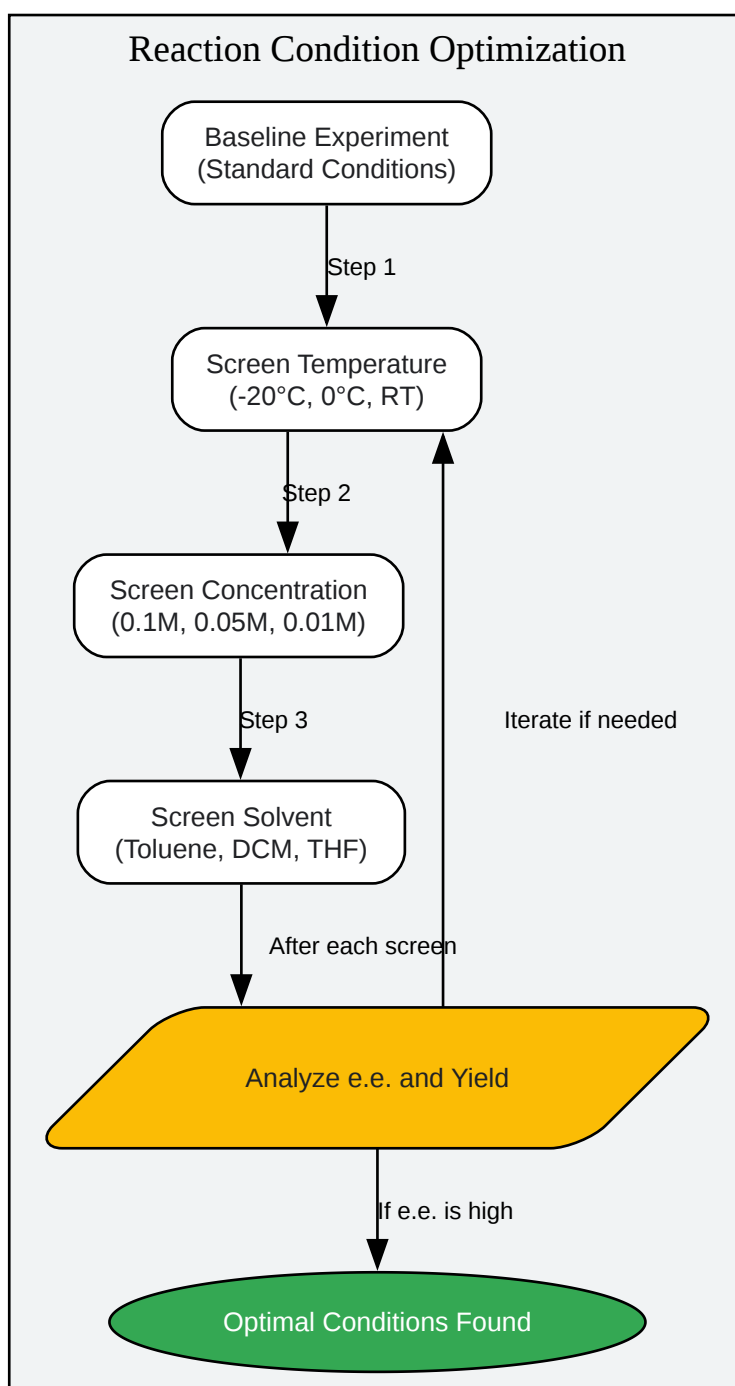 Reaction Condition Optimization
Baseline Experiment
(Standard Conditions)
Step 1
Screen Temperature
(-20°C, 0°C, RT)
Step 2
Screen Concentration
(0.1M, 0.05M, 0.01M)
Step 3
Iterate if needed
Screen Solvent
(Toluene, DCM, THF)
After each screen
Analyze e.e. and Yield
If e.e. is high
Optimal Conditions Found